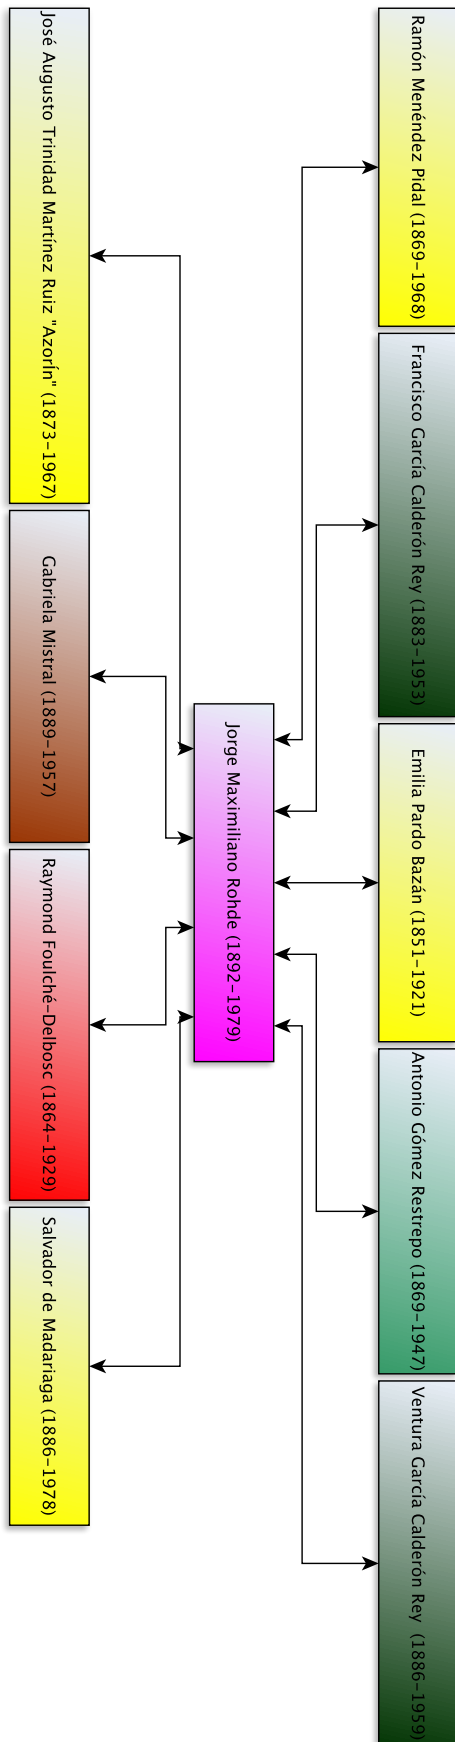 Ramón Menéndez Pidal (1869-1968)
Francisco García Calderón Rey (1883-1953)
Emilia Pardo Bazán (1851-1921)
Antonio Gómez Restrepo (1869-1947)
Ventura García Calderón Rey (1886-1959)
Jorge Maximiliano Rohde (1892-1979)
José Augusto Trinidad Martínez Ruiz "Azorín" (1873-1967)
Gabriela Mistral (1889-1957)
Raymond Foulché-Delbosc (1864-1929)
Salvador de Madariaga (1886-1978)